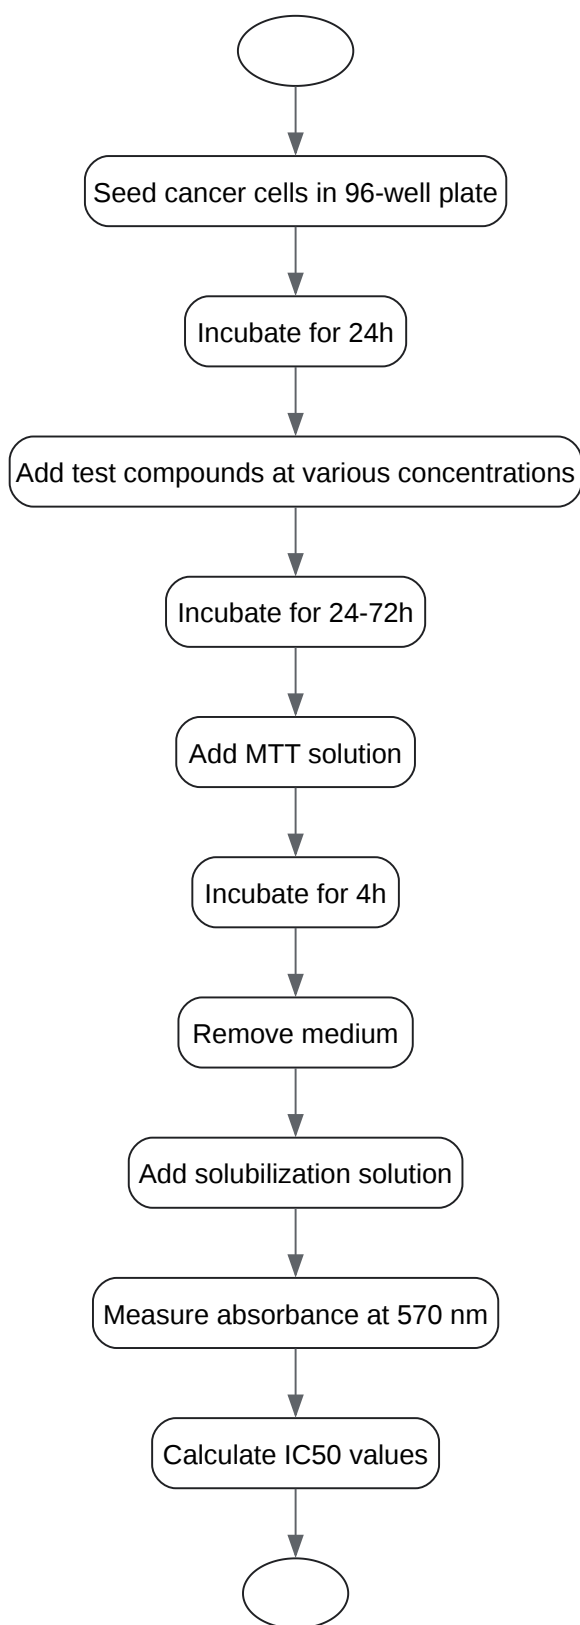 Seed cancer cells in 96-well plate
Incubate for 24h
Add test compounds at various concentrations
Incubate for 24-72h
Add MTT solution
Incubate for 4h
Remove medium
Add solubilization solution
Measure absorbance at 570 nm
Calculate IC50 values